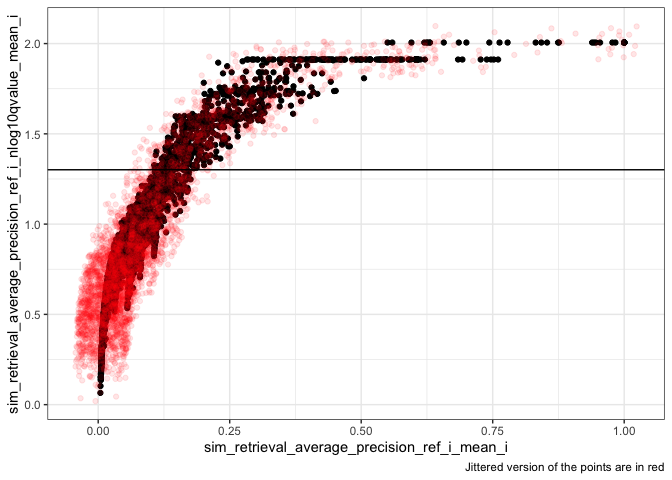 sim_retrieval_average_precision_ref_i_nlog10qvalue_mean_i
2.0
1.5
1.0
0.5
0.0
0.00 0.25 0.50 0.75 1.00
sim_retrieval_average_precision_ref_i_mean_i
Jittered version of the points are in red